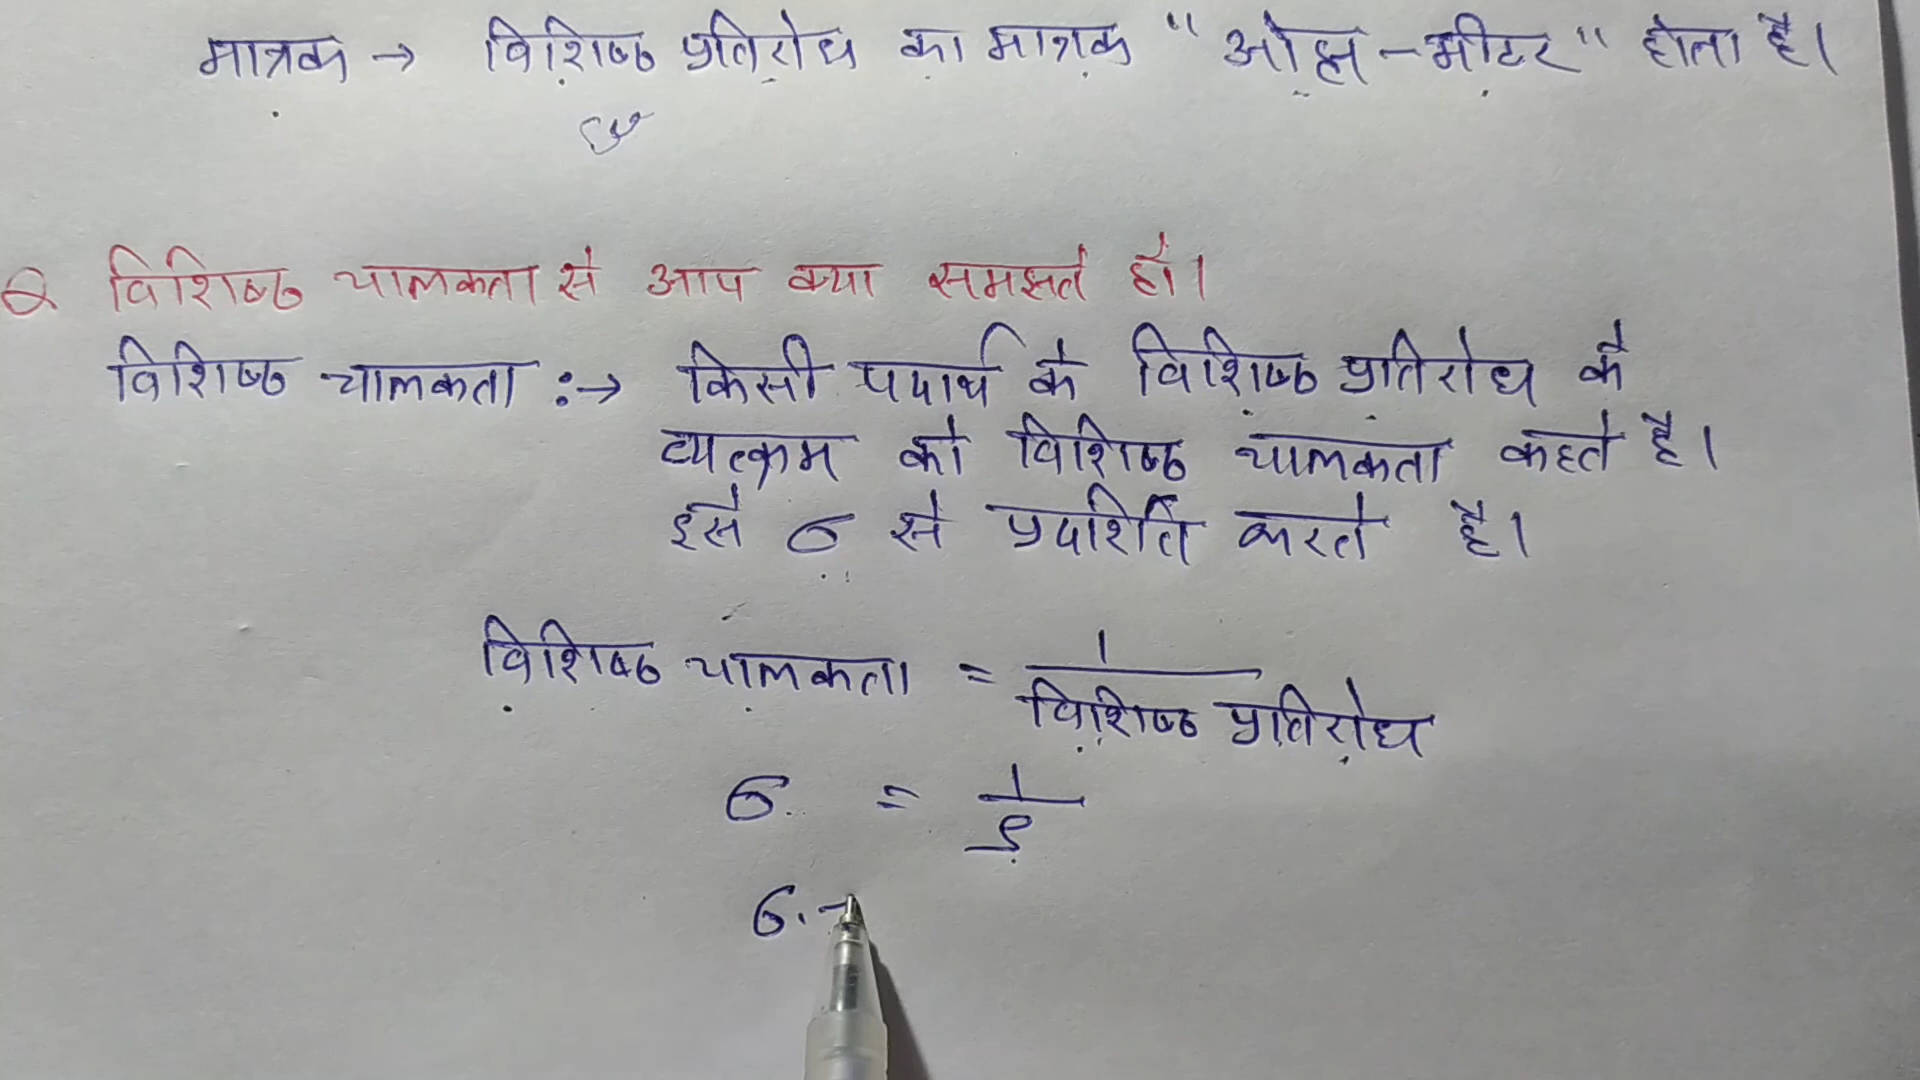 मात्रक → विशिष्ठ प्रतिरोध का मात्रक " ओह्म - मीटर " होता है।
Q. विशिष्ठ चालकता से आप क्या समझते हो।
विशिष्ठ चालकता :→ किसी पदार्थ के विशिष्ठ प्रतिरोध के
व्यत्क्रम को विशिष्ठ चालकता कहते है।
इसे σ से प्रदर्शित करते है।
विशिष्ठ चालकता = 1 / विशिष्ठ प्रतिरोध
σ = 1 / ρ
σ. →